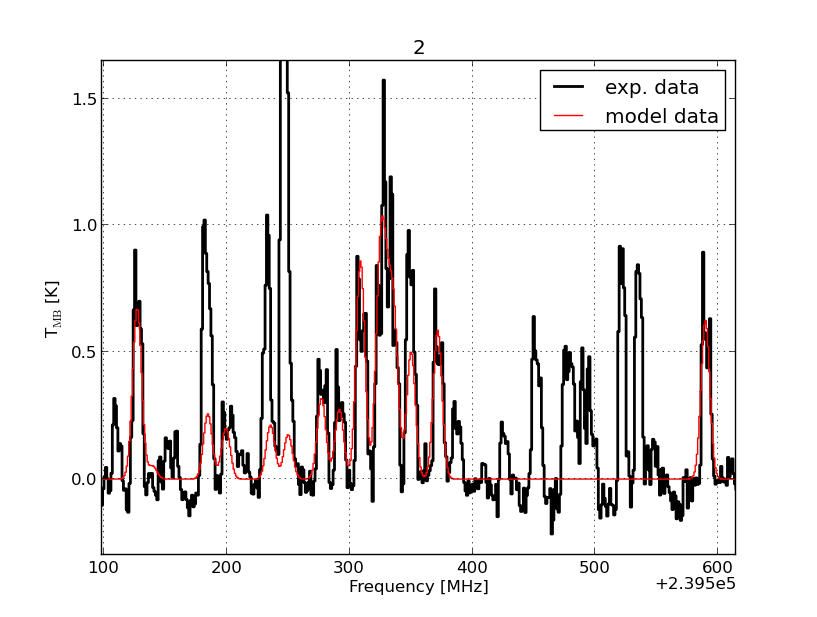 2
exp. data
model data
1.5
1.0
0.5
0.0
T_MB [K]
100 200 300 400 500 600
Frequency [MHz]
+2.395e5